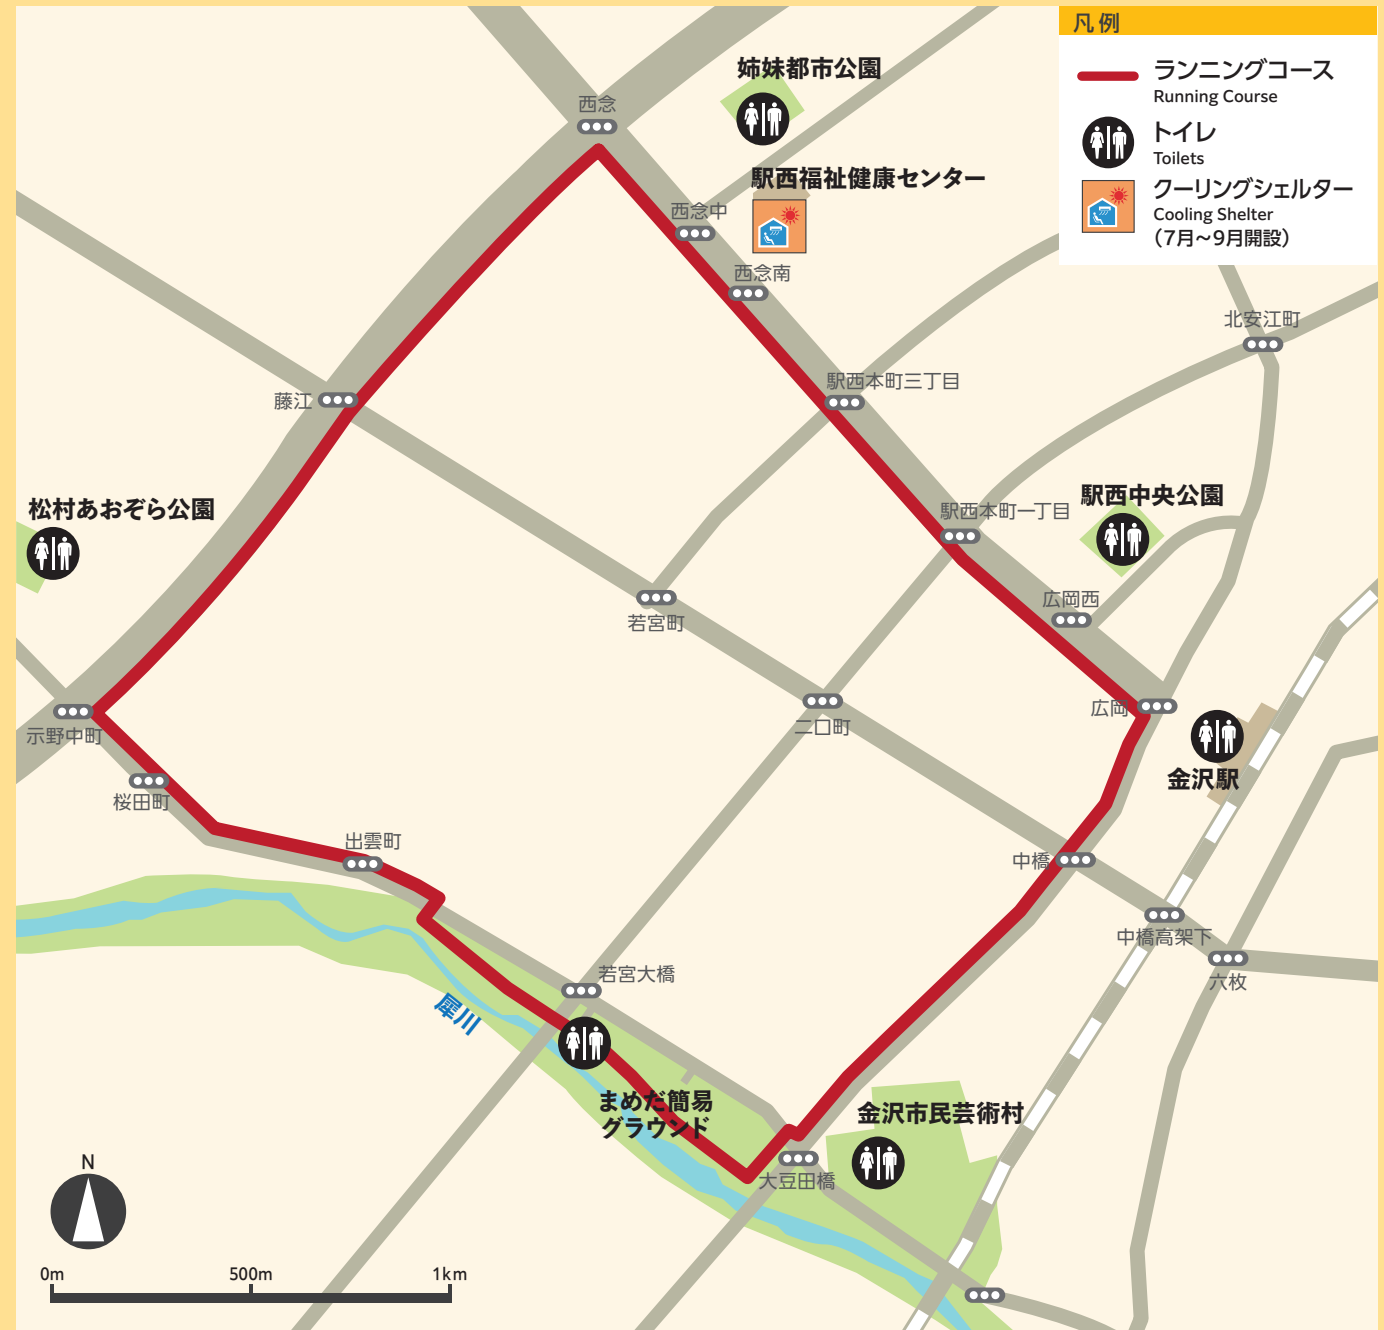 凡例
ランニングコース
Running Course
トイレ
Toilets
クーリングシェルター
Cooling Shelter
(7月〜9月開設)
姉妹都市公園
西念
駅西福祉健康センター
西念中
西念南
北安江町
駅西本町三丁目
藤江
松村あおぞら公園
駅西中央公園
駅西本町一丁目
広岡西
若宮町
広岡
二口町
示野中町
金沢駅
桜田町
出雲町
中橋
中橋高架下
六枚
若宮大橋
犀川
まめだ簡易
グラウンド
金沢市民芸術村
大豆田橋
N
0m 500m 1km